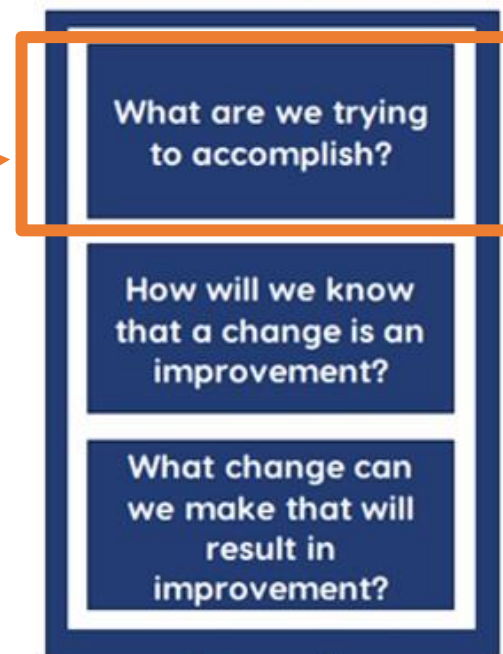 What are we trying
to accomplish?
How will we know
that a change is an
improvement?
What change can
we make that will
result in
improvement?